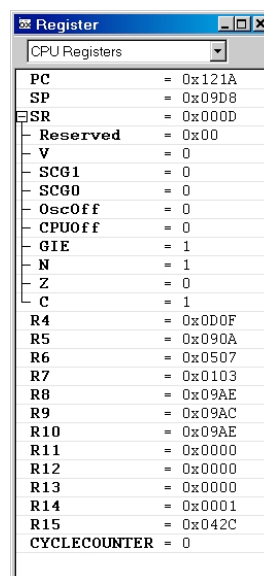 Register
CPU Registers
PC = 0x121A
SP = 0x09D8
SR = 0x000D
Reserved = 0x00
V = 0
SCG1 = 0
SCG0 = 0
OscOff = 0
CPUOff = 0
GIE = 1
N = 1
Z = 0
C = 1
R4 = 0x0D0F
R5 = 0x090A
R6 = 0x0507
R7 = 0x0103
R8 = 0x09AE
R9 = 0x09AC
R10 = 0x09AE
R11 = 0x0000
R12 = 0x0000
R13 = 0x0000
R14 = 0x0001
R15 = 0x042C
CYCLECOUNTER = 0